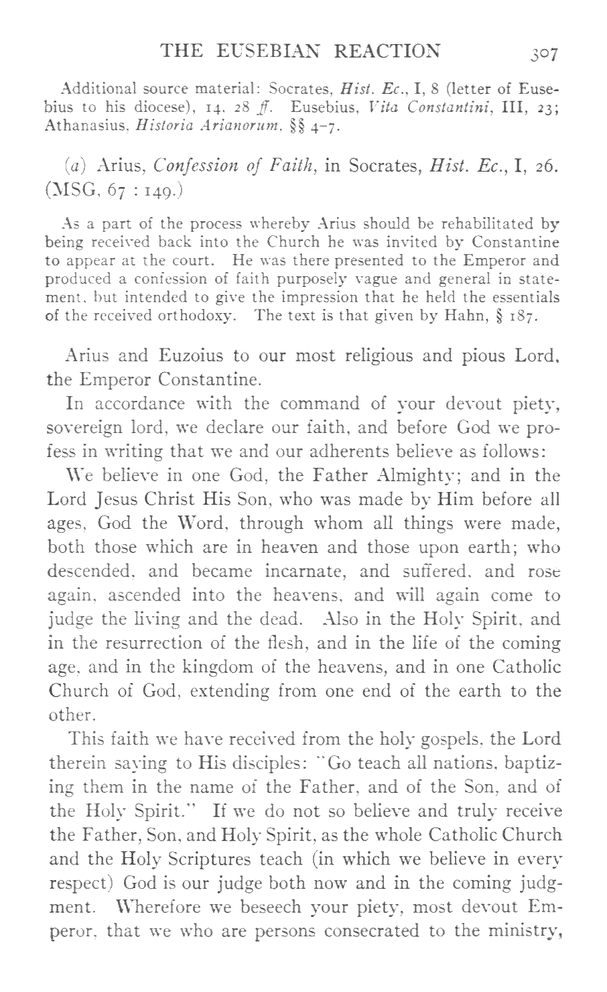 THE EUSEBIAN REACTION 307
Additional source material: Socrates, Hist. Ec., I, 8 (letter of Euse-
bius to his diocese), 14, 28 ff. Eusebius, Vita Constantini, III, 23;
Athanasius, Historia Arianorum, §§ 4-7.
(a) Arius, Confession of Faith, in Socrates, Hist. Ec., I, 26.
(MSG, 67 : 149.)
As a part of the process whereby Arius should be rehabilitated by
being received back into the Church he was invited by Constantine
to appear at the court. He was there presented to the Emperor and
produced a confession of faith purposely vague and general in state-
ment, but intended to give the impression that he held the essentials
of the received orthodoxy. The text is that given by Hahn, § 187.
Arius and Euzoius to our most religious and pious Lord,
the Emperor Constantine.
In accordance with the command of your devout piety,
sovereign lord, we declare our faith, and before God we pro-
fess in writing that we and our adherents believe as follows:
We believe in one God, the Father Almighty; and in the
Lord Jesus Christ His Son, who was made by Him before all
ages, God the Word, through whom all things were made,
both those which are in heaven and those upon earth; who
descended, and became incarnate, and suffered, and rose
again, ascended into the heavens, and will again come to
judge the living and the dead. Also in the Holy Spirit, and
in the resurrection of the flesh, and in the life of the coming
age, and in the kingdom of the heavens, and in one Catholic
Church of God, extending from one end of the earth to the
other.
This faith we have received from the holy gospels, the Lord
therein saying to His disciples: "Go teach all nations, baptiz-
ing them in the name of the Father, and of the Son, and of
the Holy Spirit." If we do not so believe and truly receive
the Father, Son, and Holy Spirit, as the whole Catholic Church
and the Holy Scriptures teach (in which we believe in every
respect) God is our judge both now and in the coming judg-
ment. Wherefore we beseech your piety, most devout Em-
peror, that we who are persons consecrated to the ministry,